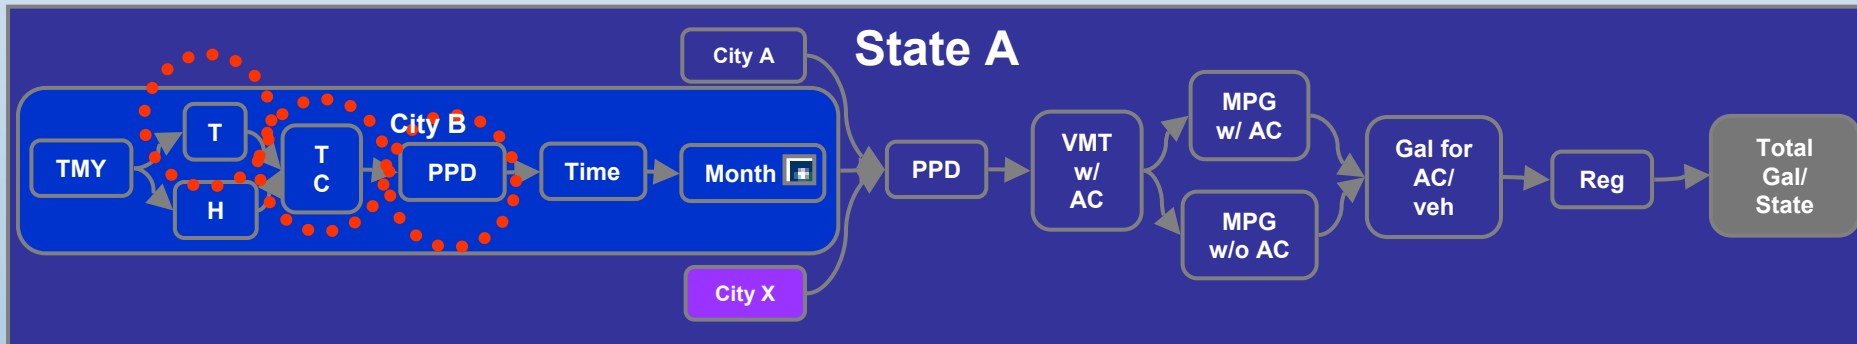 State A
City A
City B
TMY
T
H
T
C
PPD
Time
Month
City X
PPD
VMT
w/
AC
MPG
w/ AC
MPG
w/o AC
Gal for
AC/
veh
Reg
Total
Gal/
State